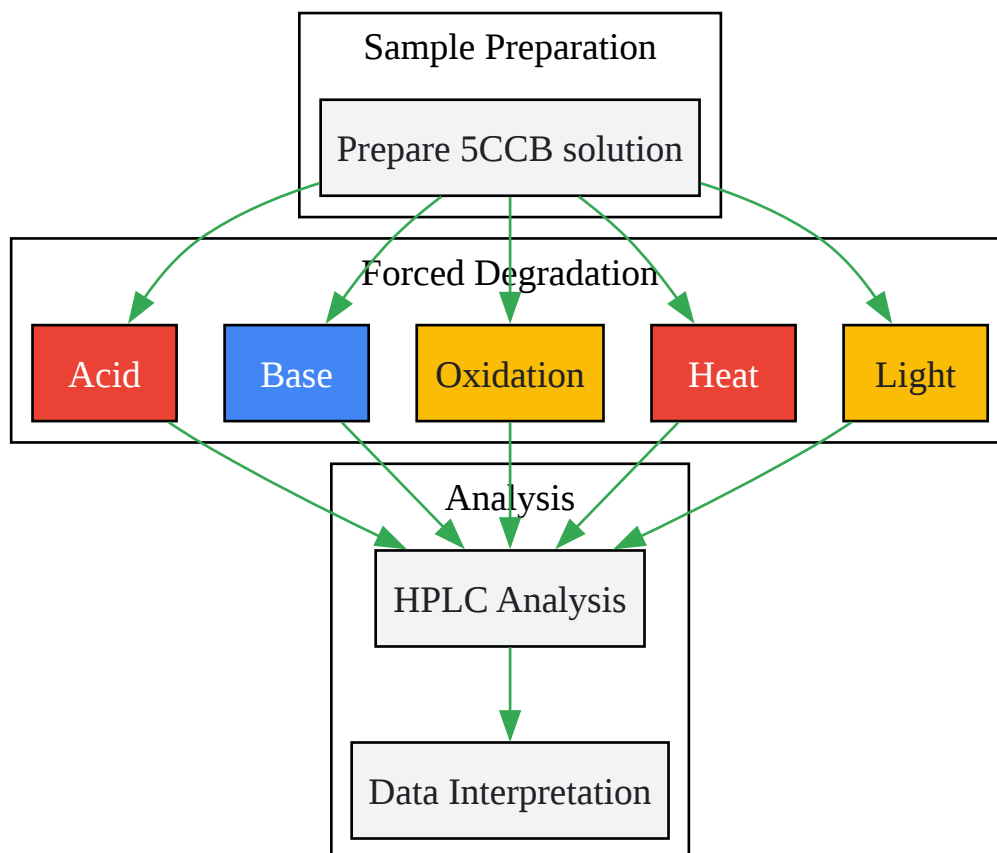 Sample Preparation
Prepare 5CCB solution
Forced Degradation
Acid
Base
Oxidation
Heat
Light
Analysis
HPLC Analysis
Data Interpretation